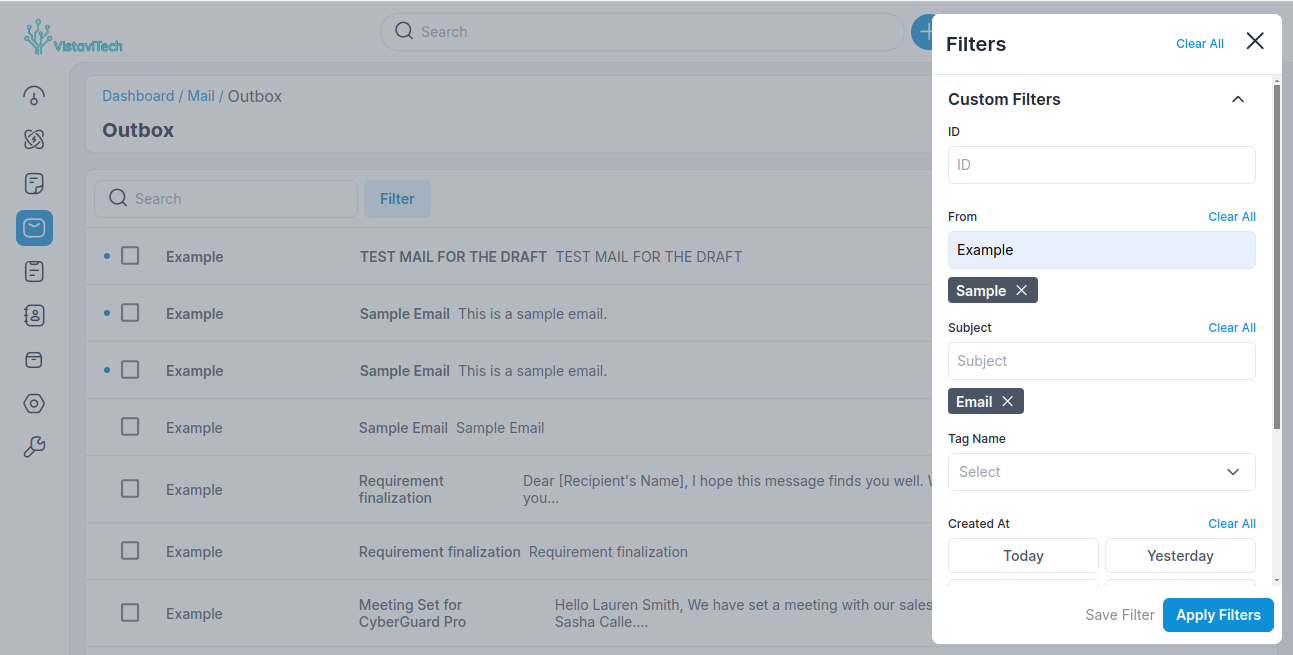 VistaviTech
Search
Dashboard / Mail / Outbox
Outbox
Search
Filter
Example TEST MAIL FOR THE DRAFT TEST MAIL FOR THE DRAFT
Example Sample Email This is a sample email.
Example Sample Email This is a sample email.
Example Sample Email Sample Email
Example Requirement finalization Dear [Recipient's Name], I hope this message finds you well. 
you...
Example Requirement finalization Requirement finalization
Example Meeting Set for CyberGuard Pro Hello Lauren Smith, We have set a meeting with our sales
Sasha Calle....
Filters
Clear All
Custom Filters
ID
ID
From Clear All
Example
Sample
Subject Clear All
Subject
Email
Tag Name
Select
Created At Clear All
Today Yesterday
Save Filter Apply Filters